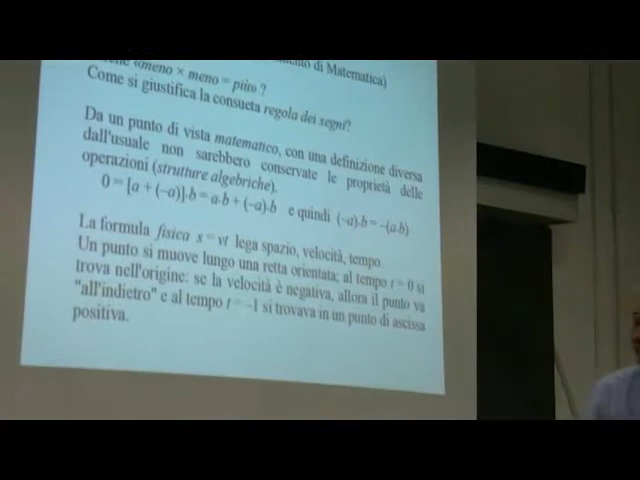 meno × meno = più»?
di Matematica)
Come si giustifica la consueta regola dei segni?
Da un punto di vista matematico, con una definizione diversa
dall'usuale non sarebbero conservate le proprietà delle
operazioni (strutture algebriche).
0 = [a + (−a)]·b = a·b + (−a)·b e quindi (−a)·b = −(a·b)
La formula fisica s = vt lega spazio, velocità, tempo.
Un punto si muove lungo una retta orientata; al tempo t = 0 si
trova nell'origine: se la velocità è negativa, allora il punto va
"all'indietro" e al tempo t = −1 si trovava in un punto di ascissa
positiva.